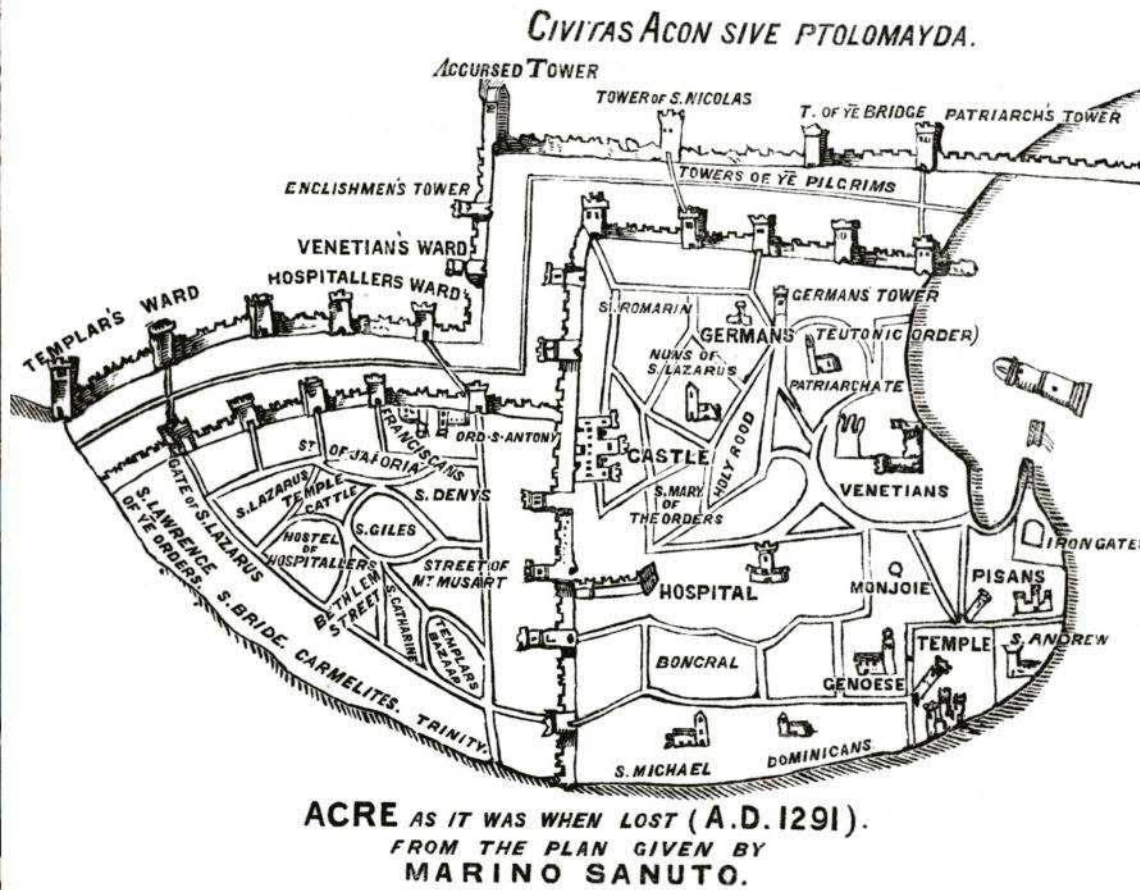 CIVITAS ACON SIVE PTOLOMAYDA.
ACCURSED TOWER
TOWER OF S. NICOLAS
T. OF YE BRIDGE
PATRIARCH'S TOWER
TOWERS OF YE PILGRIMS
ENCLISHMEN'S TOWER
VENETIAN'S WARD
HOSPITALLERS WARD
TEMPLAR'S WARD
S. ROMARIN
GERMANS TOWER
GERMANS
TEUTONIC ORDER)
NUNS OF
S. LAZARUS
PATRIARCHATE
HOLY ROOD
FRANCISCANS
ORD. S. ANTONY
ST
OF JAFORIA
CASTLE
GATE OF S. LAZARUS
S. LAZARUS
TEMPLE
CATTLE
S. DENYS
S. MARY
OF
THE ORDERS
VENETIANS
S. LAWRENCE
OF YE ORDERS.
S. GILES
HOSTEL
OF
HOSPITALLERS
IRON GATE
STREET OF
MT MUSART
BETHLEM
STREET
S. CATHARINE
HOSPITAL
MONJOIE
PISANS
TEMPLARS
BAZAAR
S. BRIDE. CARMELITES. TRINITY.
BONCRAL
TEMPLE
S. ANDREW
GENOESE
S. MICHAEL
DOMINICANS
ACRE AS IT WAS WHEN LOST (A.D. 1291).
FROM THE PLAN GIVEN BY
MARINO SANUTO.